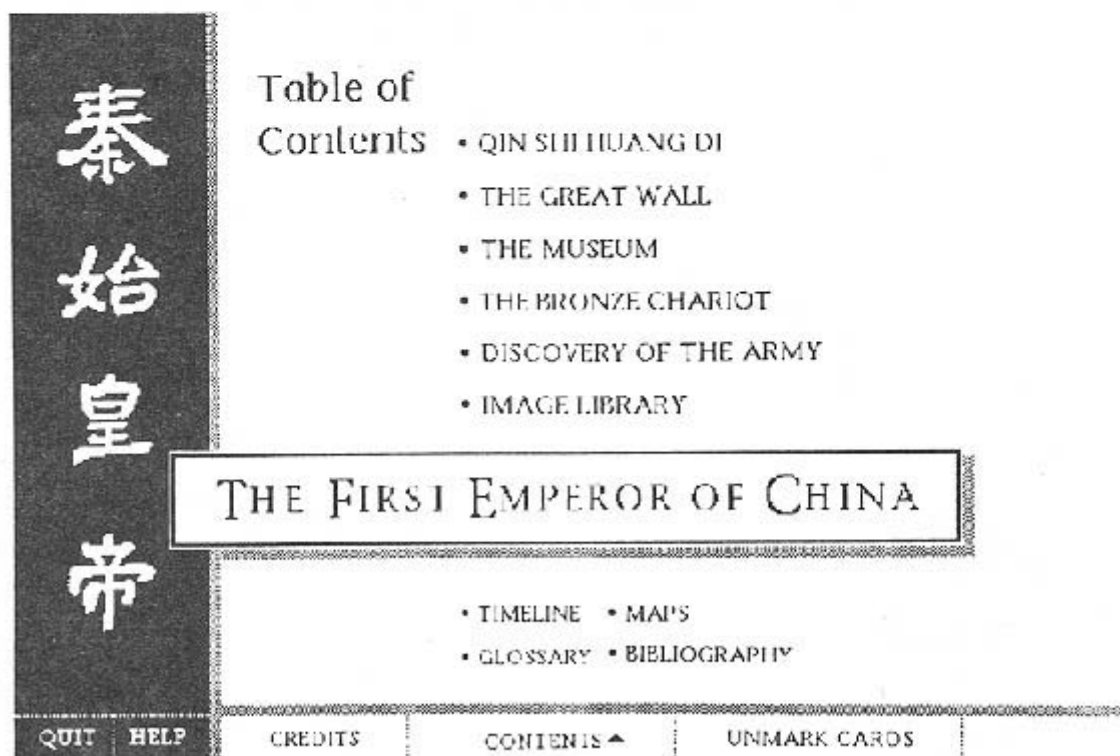 秦始皇帝
Table of
Contents
• QIN SHI HUANG DI
• THE GREAT WALL
• THE MUSEUM
• THE BRONZE CHARIOT
• DISCOVERY OF THE ARMY
• IMAGE LIBRARY
THE FIRST EMPEROR OF CHINA
• TIMELINE • MAPS
• GLOSSARY • BIBLIOGRAPHY
QUIT HELP CREDITS CONTENTS▲ UNMARK CARDS